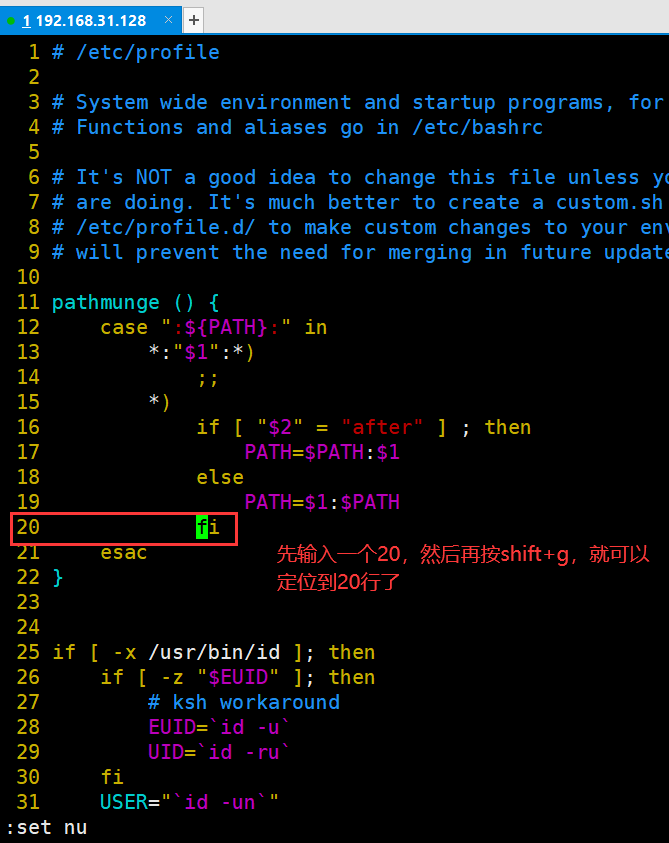 1 192.168.31.128 × +
1 # /etc/profile
2
3 # System wide environment and startup programs, for
4 # Functions and aliases go in /etc/bashrc
5
6 # It's NOT a good idea to change this file unless yo
7 # are doing. It's much better to create a custom.sh
8 # /etc/profile.d/ to make custom changes to your env
9 # will prevent the need for merging in future update
10
11 pathmunge () {
12     case ":${PATH}:" in
13         *:"$1":*)
14             ;;
15         *)
16             if [ "$2" = "after" ] ; then
17                 PATH=$PATH:$1
18             else
19                 PATH=$1:$PATH
20             fi
21     esac
先输入一个20，然后再按shift+g，就可以
定位到20行了
22 }
23
24
25 if [ -x /usr/bin/id ]; then
26     if [ -z "$EUID" ]; then
27         # ksh workaround
28         EUID=`id -u`
29         UID=`id -ru`
30     fi
31     USER="`id -un`"
:set nu